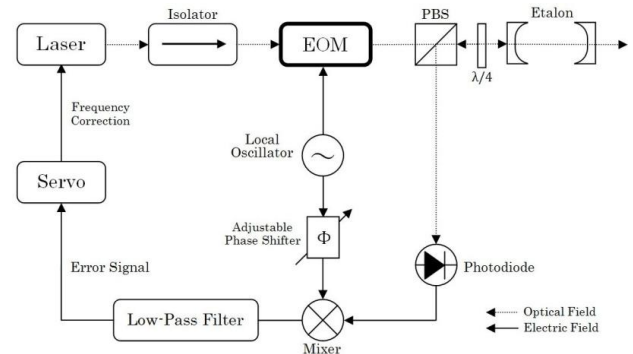 Isolator
PBS
Etalon
Laser
EOM
λ/4
Frequency
Correction
Local
Oscillator
Servo
Adjustable
Phase Shifter
Φ
Error Signal
Photodiode
Low-Pass Filter
Mixer
Optical Field
Electric Field